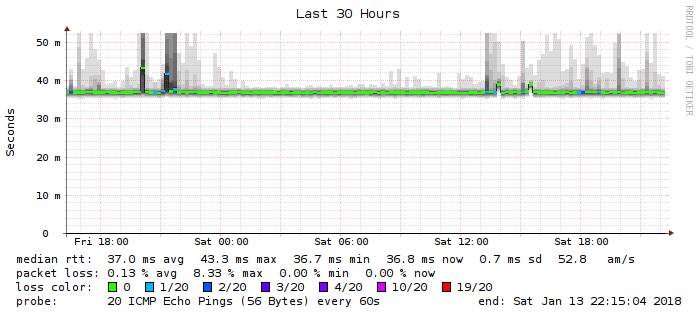 Last 30 Hours
RRDTOOL / TOBI OETIKER
Seconds
50 m
40 m
30 m
20 m
10 m
0
Fri 18:00 Sat 00:00 Sat 06:00 Sat 12:00 Sat 18:00
median rtt: 37.0 ms avg 43.3 ms max 36.7 ms min 36.8 ms now 0.7 ms sd 52.8 am/s
packet loss: 0.13 % avg 8.33 % max 0.00 % min 0.00 % now
loss color: 0 1/20 2/20 3/20 4/20 10/20 19/20
probe: 20 ICMP Echo Pings (56 Bytes) every 60s end: Sat Jan 13 22:15:04 2018